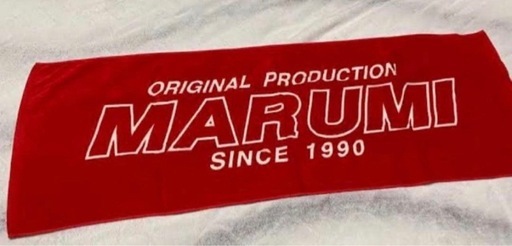 ORIGINAL PRODUCTION
MARUMI
SINCE 1990